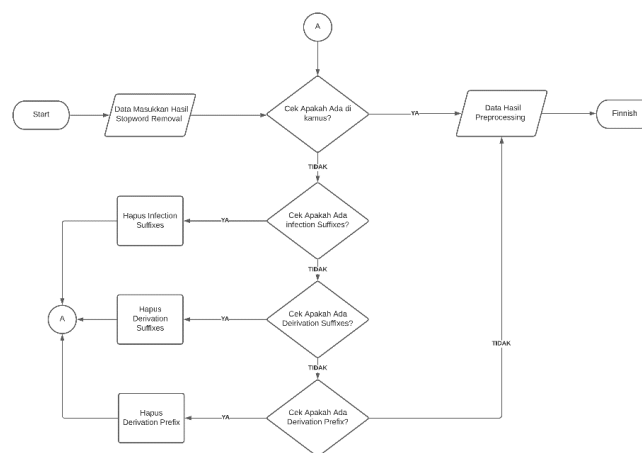 A
Start
Data Masukkan Hasil
Stopword Removal
Cek Apakah Ada di
kamus?
YA
Data Hasil
Preprocessing
Finnish
TIDAK
Hapus Infection
Suffixes
YA
Cek Apakah Ada
infection Suffixes?
TIDAK
A
Hapus
Derivation
Suffixes
YA
Cek Apakah Ada
Deirivation Suffixes?
TIDAK
TIDAK
Hapus
Derivation Prefix
YA
Cek Apakah Ada
Derivation Prefix?